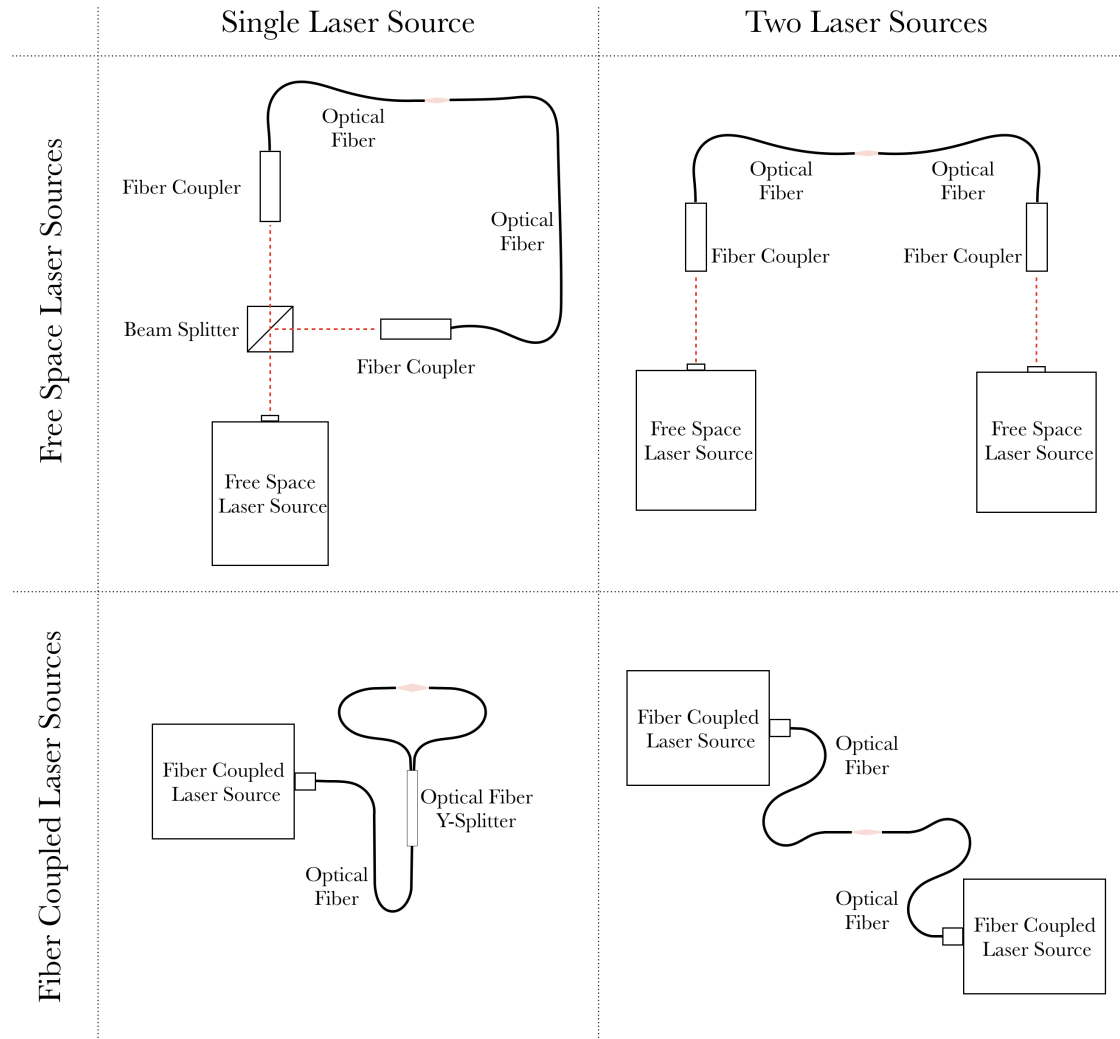 Single Laser Source
Two Laser Sources
Free Space Laser Sources
Optical
Fiber
Fiber Coupler
Optical
Fiber
Beam Splitter
Fiber Coupler
Free Space
Laser Source
Optical
Fiber
Optical
Fiber
Fiber Coupler
Fiber Coupler
Free Space
Laser Source
Free Space
Laser Source
Fiber Coupled Laser Sources
Fiber Coupled
Laser Source
Optical Fiber
Y-Splitter
Optical
Fiber
Fiber Coupled
Laser Source
Optical
Fiber
Optical
Fiber
Fiber Coupled
Laser Source